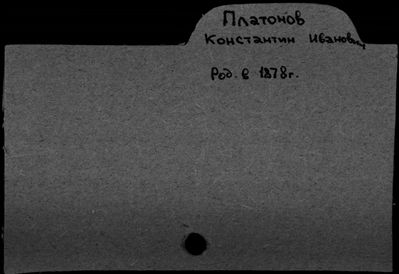 Платонов
Константин Иванович
Род. в 1878г.